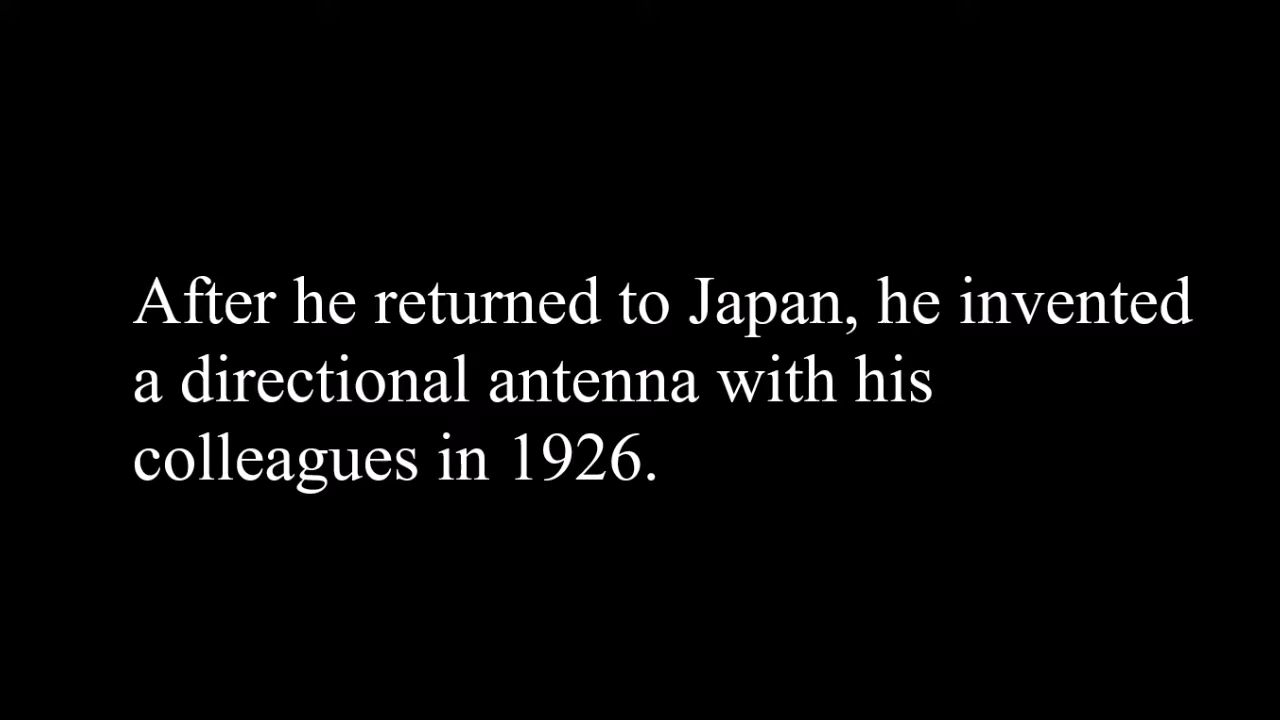 After he returned to Japan, he invented
a directional antenna with his
colleagues in 1926.